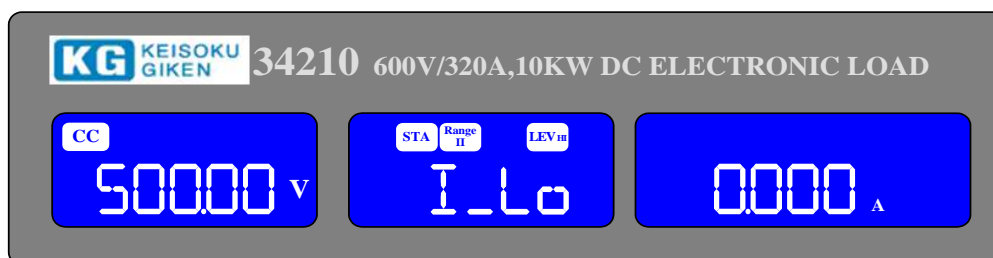 KG KEISOKU GIKEN 34210 600V/320A,10KW DC ELECTRONIC LOAD
CC STA Range II LEV HI
500.00 V I_Lo 0.000 A